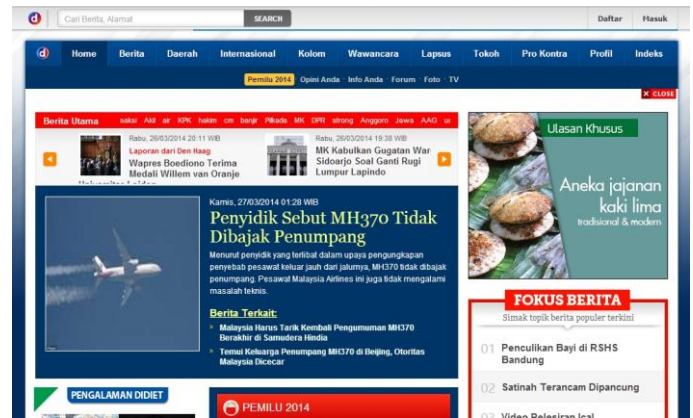 d Cari Berita, Alamat SEARCH Daftar Masuk
d Home Berita Daerah Internasional Kolom Wawancara Lapsus Tokoh Pro Kontra Profil Indeks
Pemilu 2014 Opini Anda Info Anda Forum Foto TV
X CLOSE
Berita Utama saksi Akil air KPK hakim cm banjir Pilkada MK DPR strong Anggoro Jawa AAG
Rabu, 26/03/2014 20:11 WIB
Laporan dari Den Haag
Wapres Boediono Terima
Medali Willem van Oranje
Universitas Leiden
Rabu, 26/03/2014 19:38 WIB
MK Kabulkan Gugatan War
Sidoarjo Soal Ganti Rugi
Lumpur Lapindo
Kamis, 27/03/2014 01:28 WIB
Penyidik Sebut MH370 Tidak
Dibajak Penumpang
Menurut penyidik yang terlibat dalam upaya pengungkapan
penyebab pesawat keluar jauh dari jalurnya, MH370 tidak dibajak
penumpang. Pesawat Malaysia Airlines ini juga tidak mengalami
masalah teknis.
Berita Terkait:
Malaysia Harus Tarik Kembali Pengumuman MH370
Berakhir di Samudera Hindia
Temui Keluarga Penumpang MH370 di Beijing, Otoritas
Malaysia Dicecar
PENGALAMAN DIDIET
PEMILU 2014
Ulasan Khusus
Aneka jajanan
kaki lima
tradisional & modern
FOKUS BERITA
Simak topik berita populer terkini
01 Penculikan Bayi di RSHS
Bandung
02 Satinah Terancam Dipancung
03 Video Pelesiran Ical